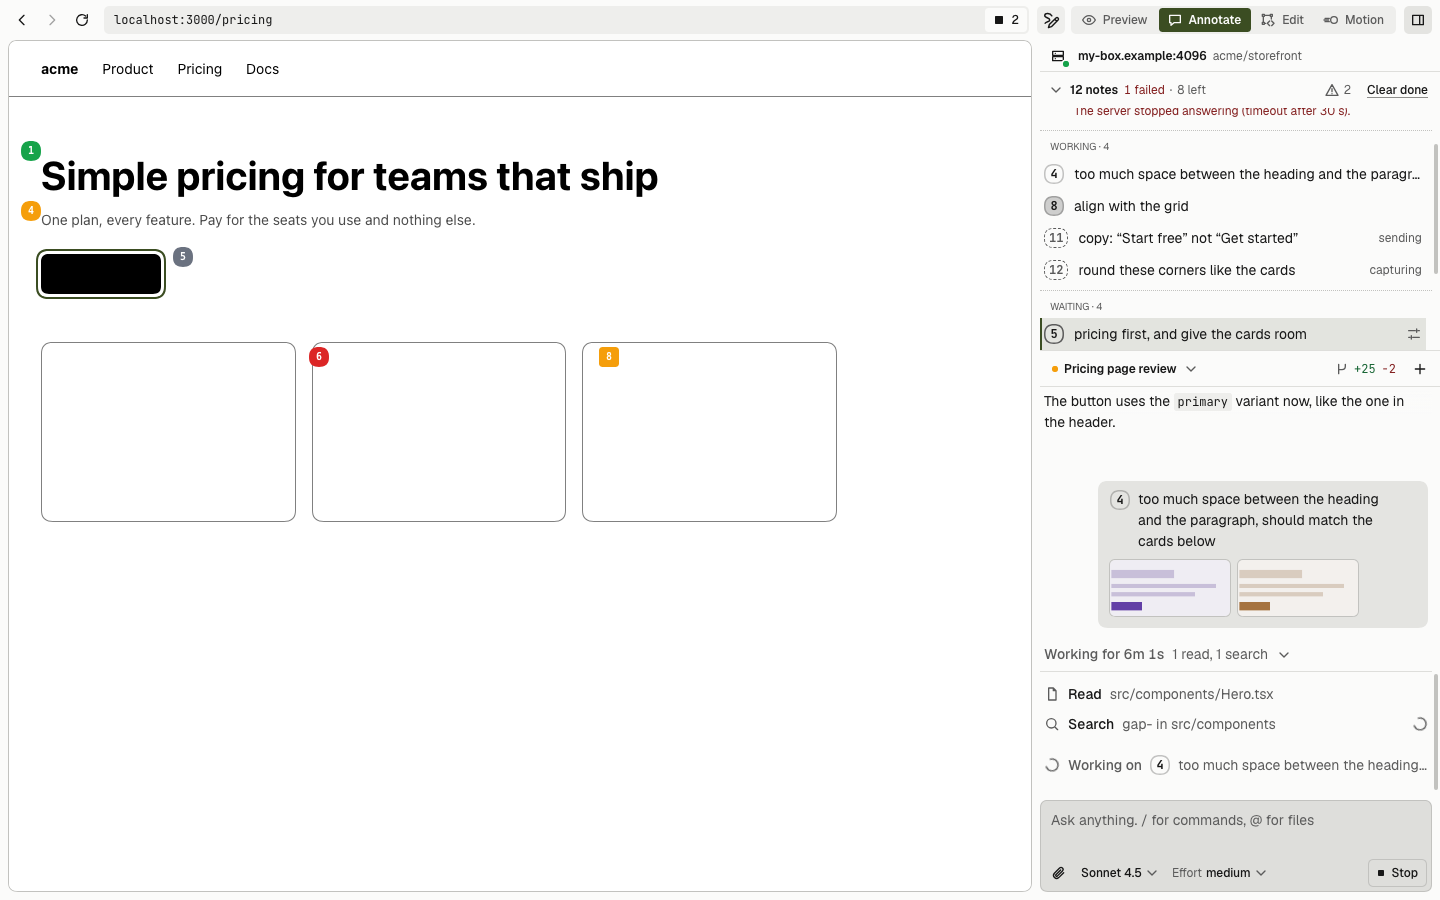 localhost:3000/pricing
2
Preview
Annotate
Edit
Motion
acme
Product
Pricing
Docs
1
Simple pricing for teams that ship
4
One plan, every feature. Pay for the seats you use and nothing else.
5
6
8
my-box.example:4096 acme/storefront
12 notes 1 failed · 8 left
2
Clear done
The server stopped answering (timeout after 30 s).
WORKING · 4
4 too much space between the heading and the paragr…
8 align with the grid
11 copy: “Start free” not “Get started” sending
12 round these corners like the cards capturing
WAITING · 4
5 pricing first, and give the cards room
Pricing page review
+25 -2
The button uses the primary variant now, like the one in
the header.
4 too much space between the heading
and the paragraph, should match the
cards below
Working for 6m 1s 1 read, 1 search
Read src/components/Hero.tsx
Search gap- in src/components
Working on 4 too much space between the heading…
Ask anything. / for commands, @ for files
Sonnet 4.5
Effort medium
Stop